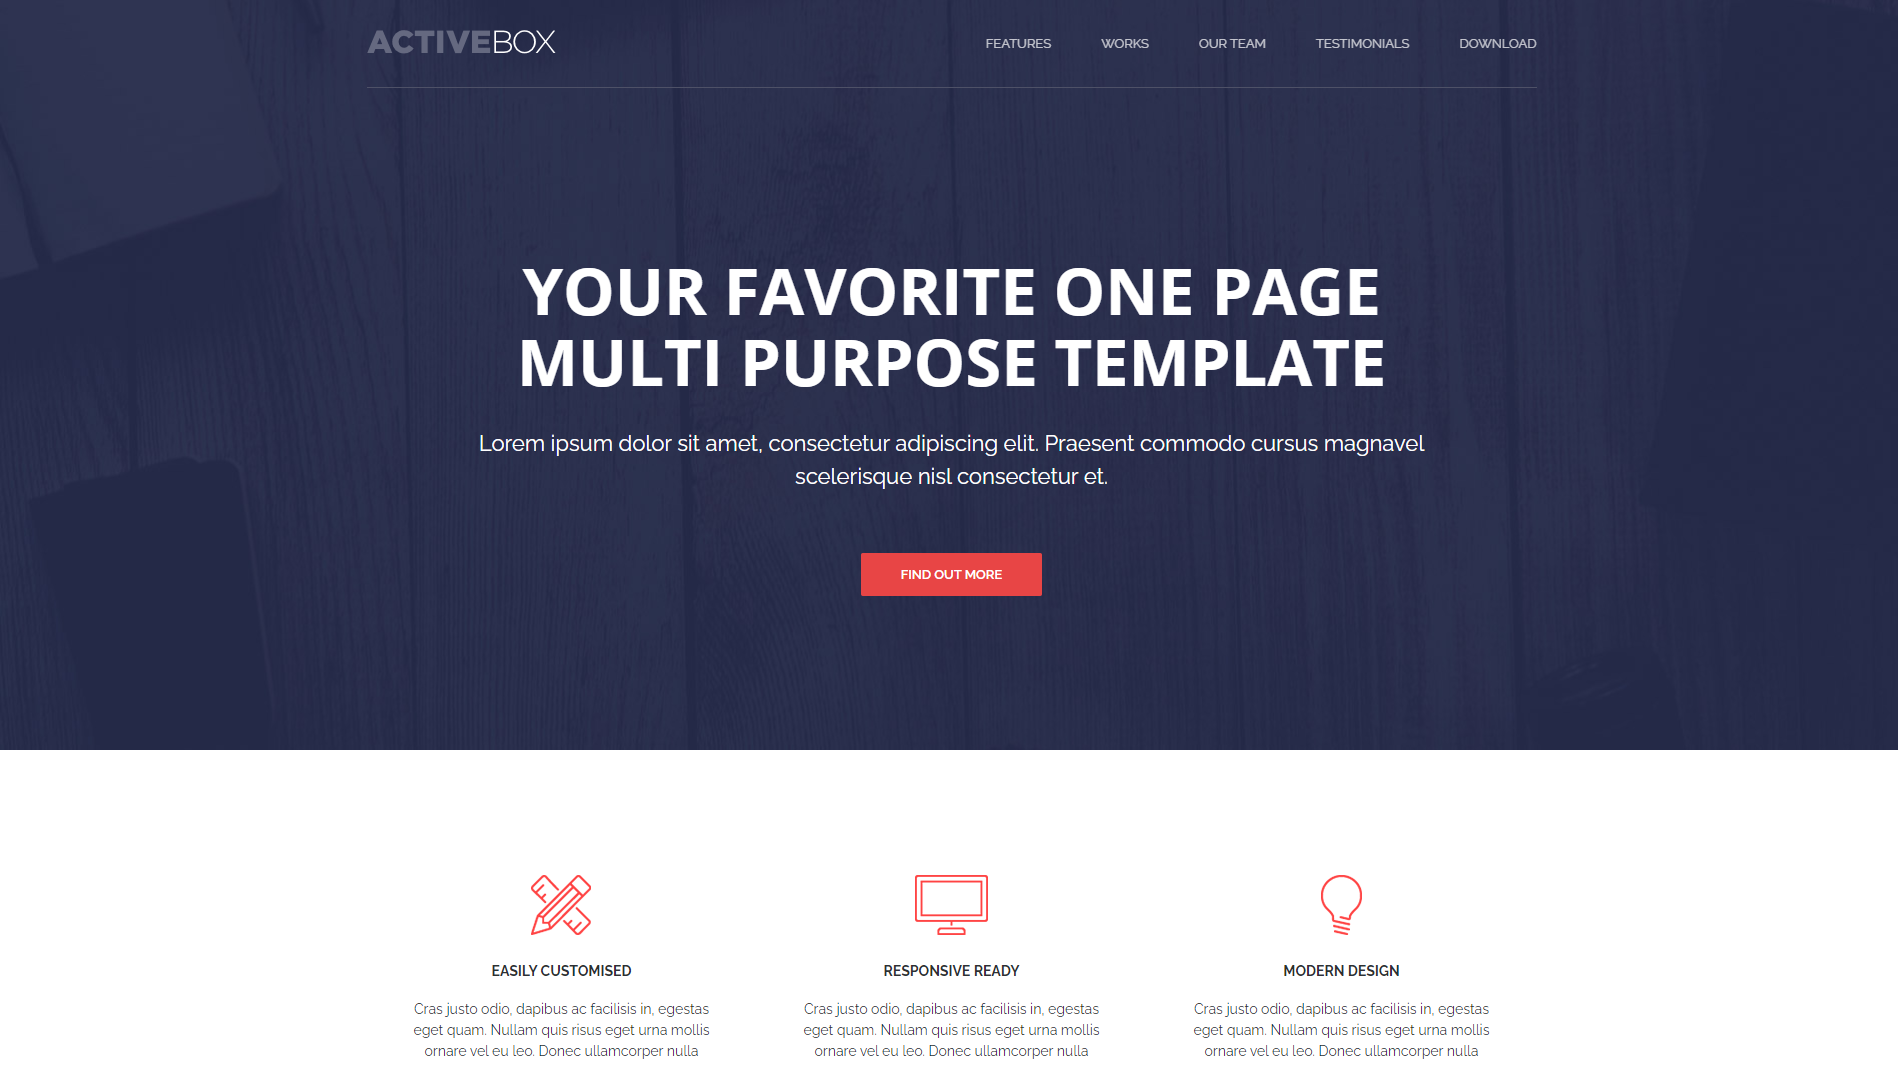 ACTIVEBOX
FEATURES
WORKS
OUR TEAM
TESTIMONIALS
DOWNLOAD
YOUR FAVORITE ONE PAGE
MULTI PURPOSE TEMPLATE
Lorem ipsum dolor sit amet, consectetur adipiscing elit. Praesent commodo cursus magnavel
scelerisque nisl consectetur et.
FIND OUT MORE
EASILY CUSTOMISED
Cras justo odio, dapibus ac facilisis in, egestas
eget quam. Nullam quis risus eget urna mollis
ornare vel eu leo. Donec ullamcorper nulla
RESPONSIVE READY
Cras justo odio, dapibus ac facilisis in, egestas
eget quam. Nullam quis risus eget urna mollis
ornare vel eu leo. Donec ullamcorper nulla
MODERN DESIGN
Cras justo odio, dapibus ac facilisis in, egestas
eget quam. Nullam quis risus eget urna mollis
ornare vel eu leo. Donec ullamcorper nulla